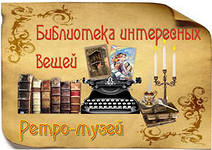 Библиотека интересных
Вещей
Ретро-музей